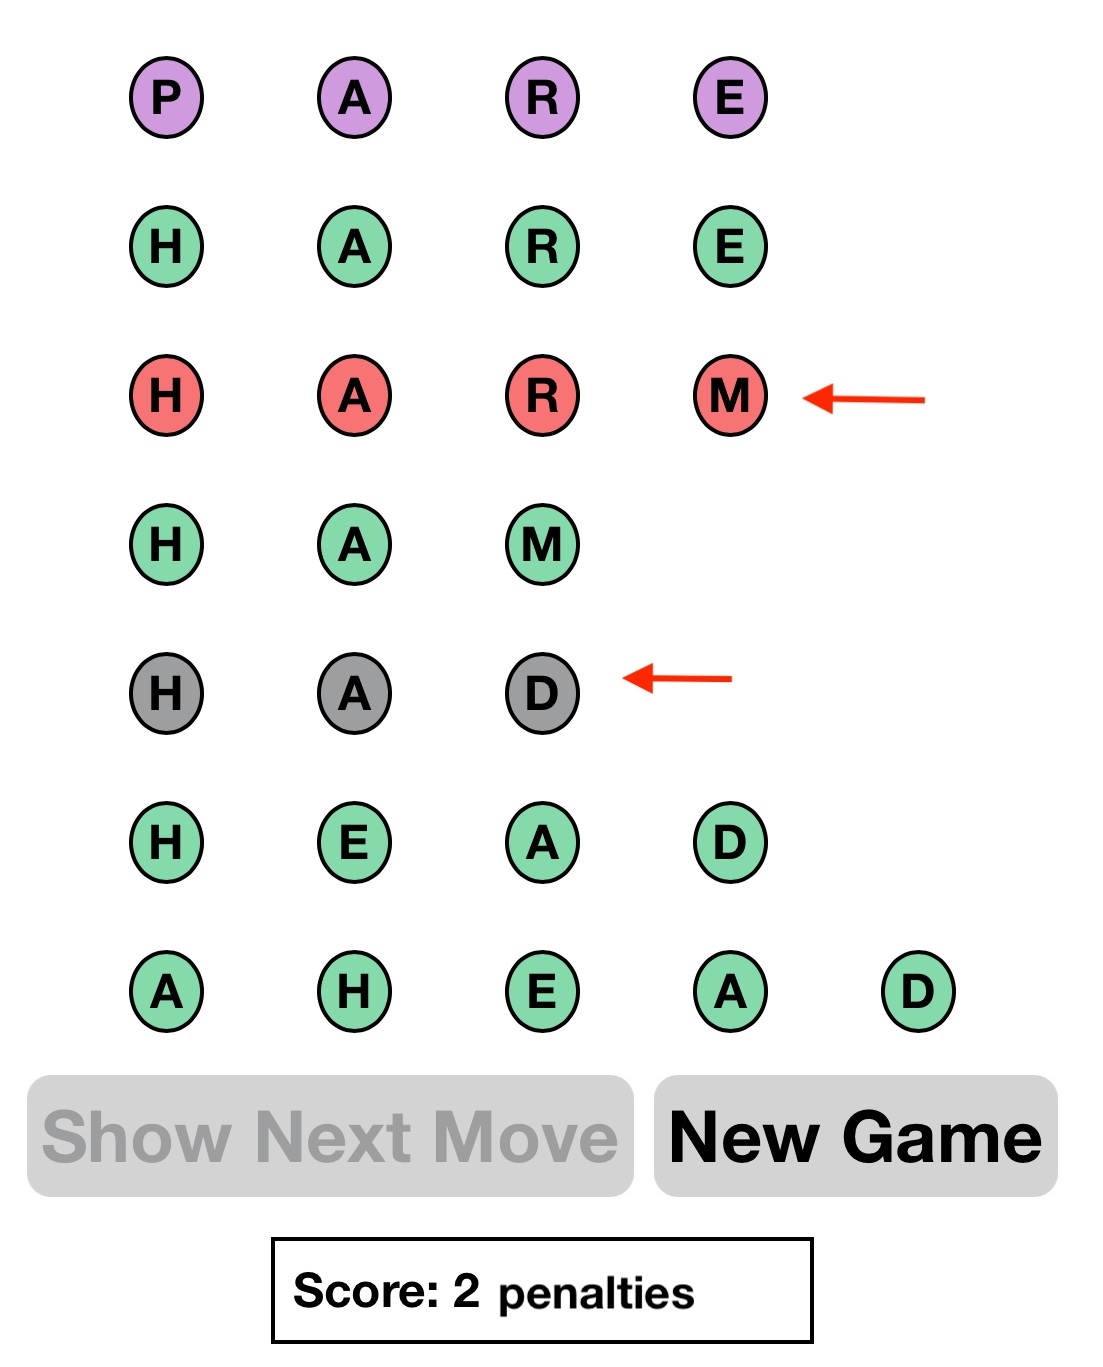 P A R E
H A R E
H A R M
H A M
H A D
H E A D
A H E A D
Show Next Move New Game
Score: 2 penalties